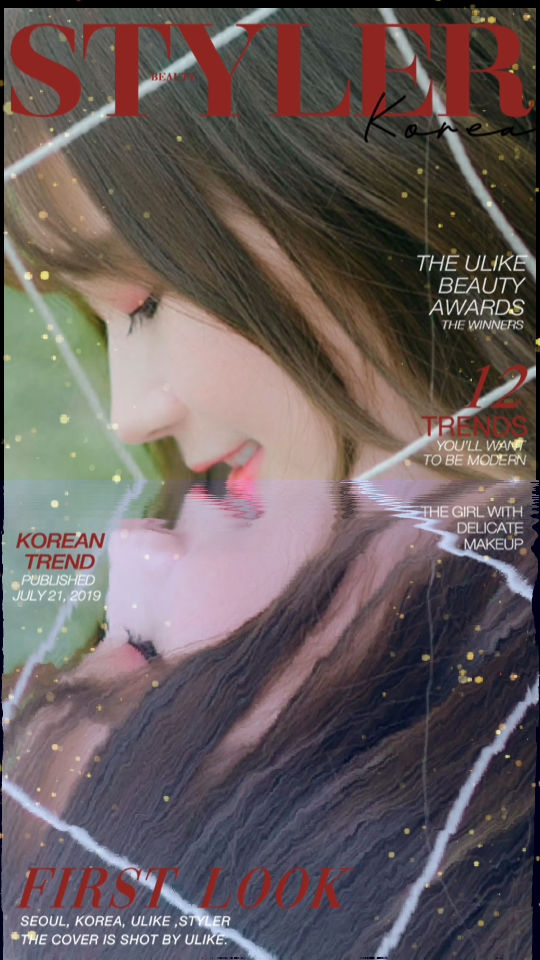 STYLER
BEAUTY
Korea
THE ULIKE
BEAUTY
AWARDS
THE WINNERS
12
TRENDS
YOU'LL WANT
TO BE MODERN
THE GIRL WITH
DELICATE
MAKEUP
KOREAN
TREND
PUBLISHED
JULY 21, 2019
FIRST LOOK
SEOUL, KOREA, ULIKE ,STYLER
THE COVER IS SHOT BY ULIKE.